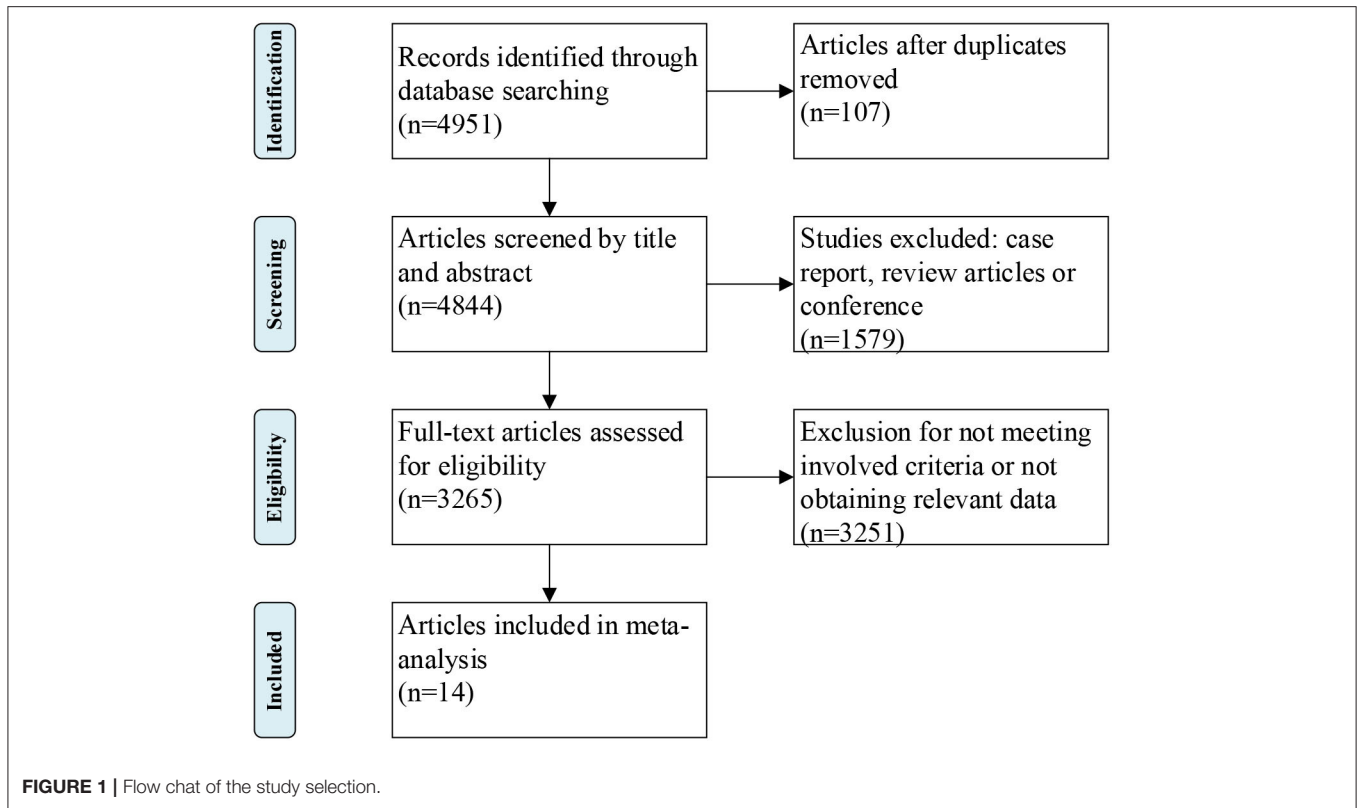 Identification
Records identified through
database searching
(n=4951)
Articles after duplicates
removed
(n=107)
Screening
Articles screened by title
and abstract
(n=4844)
Studies excluded: case
report, review articles or
conference
(n=1579)
Eligibility
Full-text articles assessed
for eligibility
(n=3265)
Exclusion for not meeting
involved criteria or not
obtaining relevant data
(n=3251)
Included
Articles included in meta-
analysis
(n=14)
FIGURE 1 | Flow chat of the study selection.